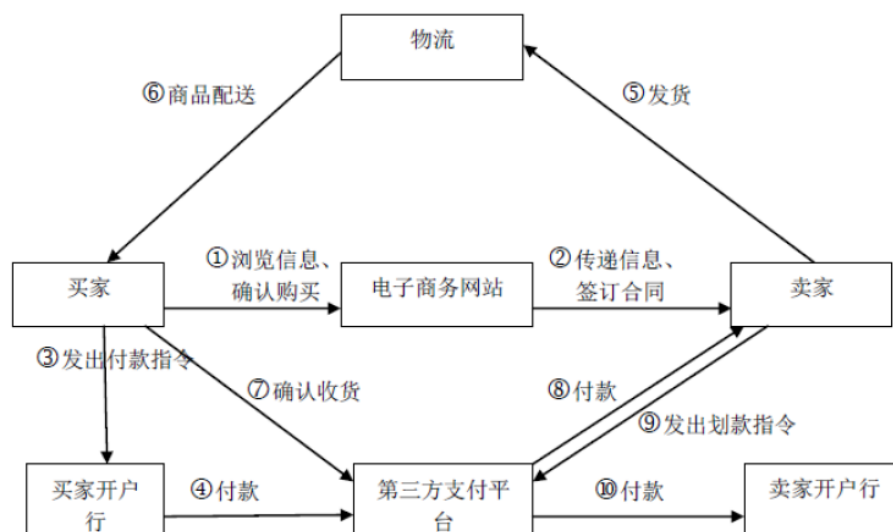 物流
⑥商品配送
⑤发货
①浏览信息、
确认购买
②传递信息、
签订合同
买家
电子商务网站
卖家
③发出付款指令
⑦确认收货
⑧付款
⑨发出划款指令
买家开户
行
④付款
第三方支付平
台
⑩付款
卖家开户行